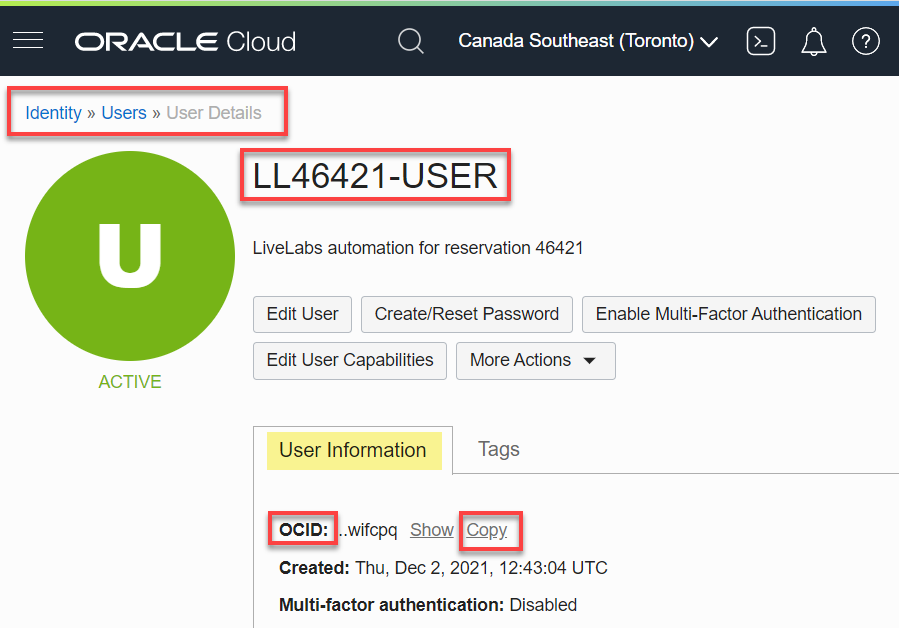 ORACLE Cloud
Canada Southeast (Toronto)
Identity » Users » User Details
U
LL46421-USER
LiveLabs automation for reservation 46421
Edit User Create/Reset Password Enable Multi-Factor Authentication
Edit User Capabilities More Actions
ACTIVE
User Information Tags
OCID: ...wifcpq Show Copy
Created: Thu, Dec 2, 2021, 12:43:04 UTC
Multi-factor authentication: Disabled